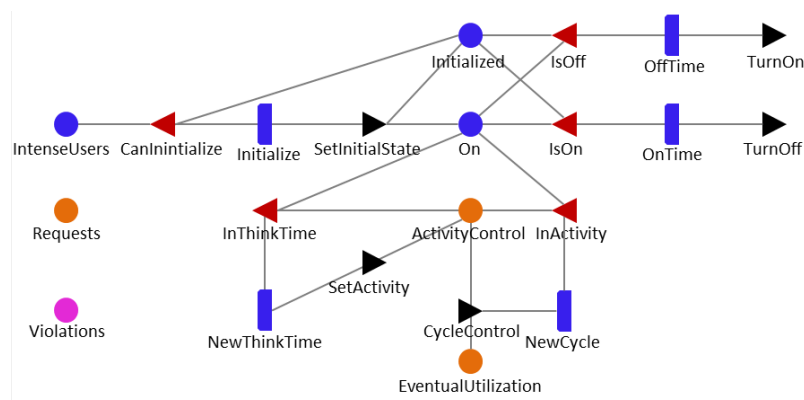 Initialized
IsOff
OffTime
TurnOn
IntenseUsers
CanInintialize
Initialize
SetInitialState
On
IsOn
OnTime
TurnOff
Requests
InThinkTime
ActivityControl
InActivity
SetActivity
Violations
NewThinkTime
CycleControl
NewCycle
EventualUtilization